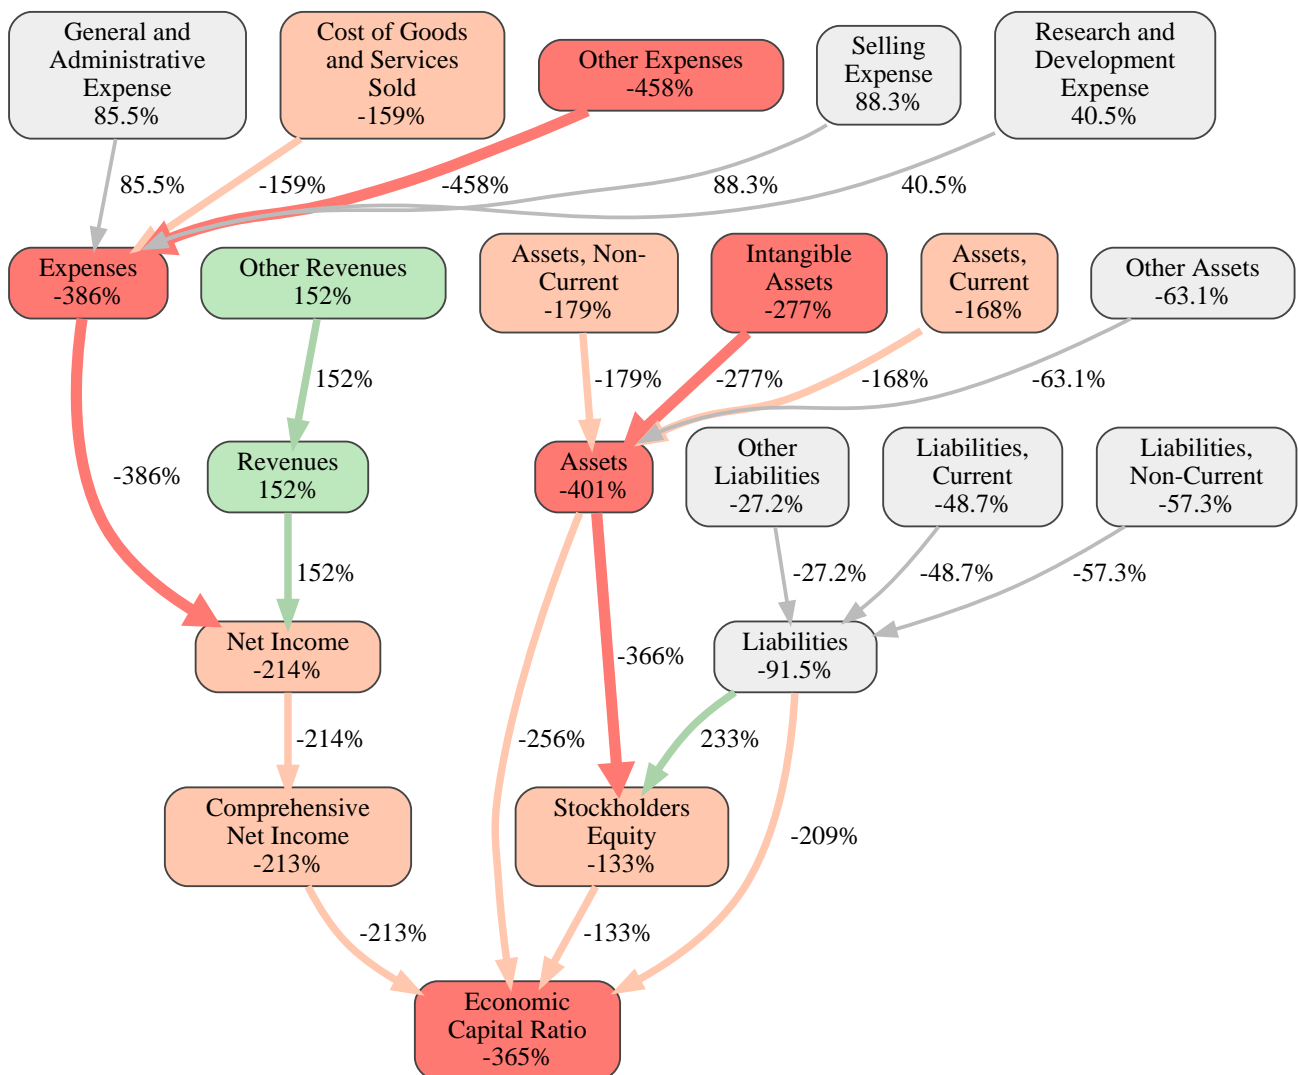 General and
Administrative
Expense
85.5%
Cost of Goods
and Services
Sold
-159%
Other Expenses
-458%
Selling
Expense
88.3%
Research and
Development
Expense
40.5%
85.5%
-159%
-458%
88.3%
40.5%
Expenses
-386%
Other Revenues
152%
Assets, Non-
Current
-179%
Intangible
Assets
-277%
Assets,
Current
-168%
Other Assets
-63.1%
152%
-179%
-277%
-168%
-63.1%
-386%
Revenues
152%
Assets
-401%
Other
Liabilities
-27.2%
Liabilities,
Current
-48.7%
Liabilities,
Non-Current
-57.3%
152%
-27.2%
-48.7%
-57.3%
Net Income
-214%
-366%
Liabilities
-91.5%
-214%
-256%
233%
Comprehensive
Net Income
-213%
Stockholders
Equity
-133%
-209%
-213%
-133%
Economic
Capital Ratio
-365%